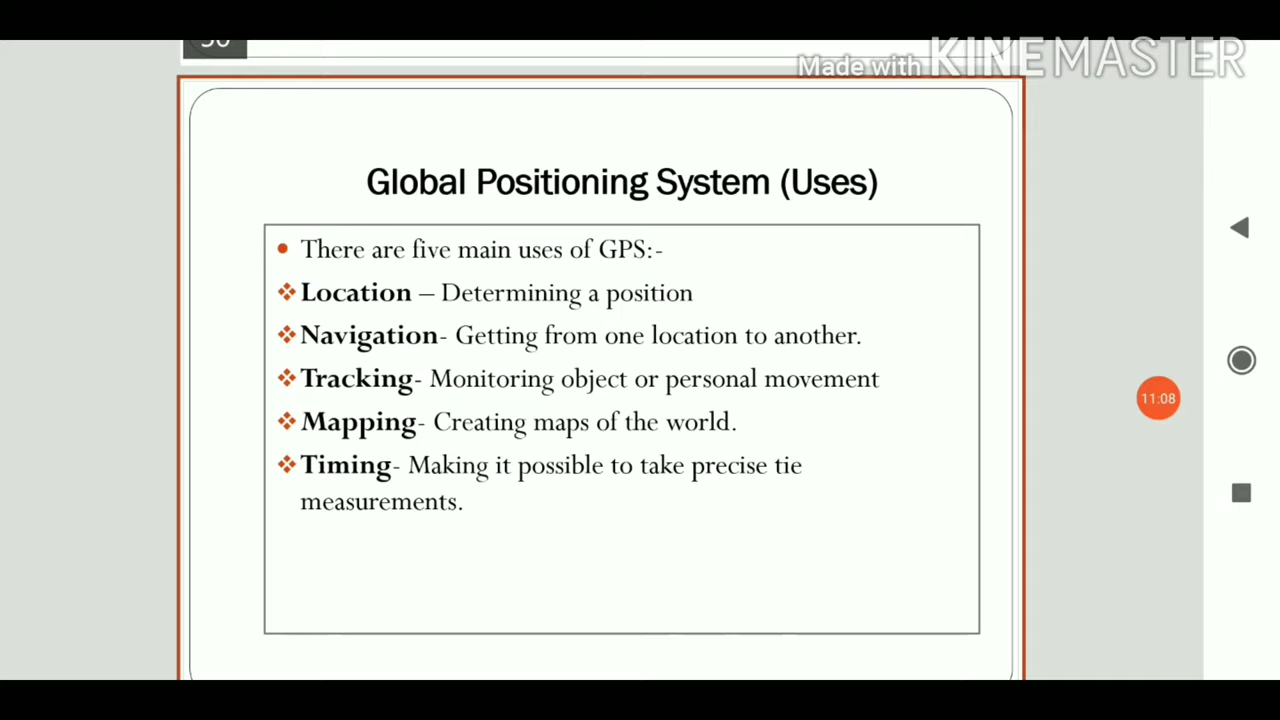 Made with KINEMASTER
Global Positioning System (Uses)
There are five main uses of GPS:-
Location – Determining a position
Navigation- Getting from one location to another.
Tracking- Monitoring object or personal movement
Mapping- Creating maps of the world.
Timing- Making it possible to take precise tie
measurements.
11:08